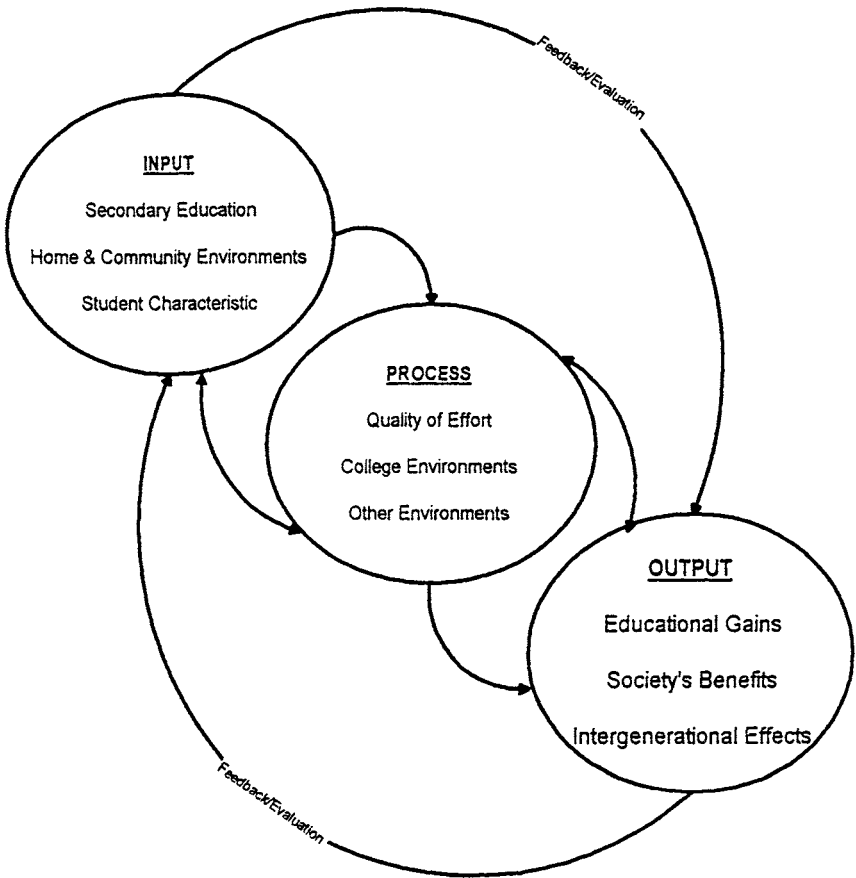 Feedback/Evaluation
INPUT
Secondary Education
Home & Community Environments
Student Characteristic
PROCESS
Quality of Effort
College Environments
Other Environments
OUTPUT
Educational Gains
Society's Benefits
Intergenerational Effects
Feedback/Evaluation